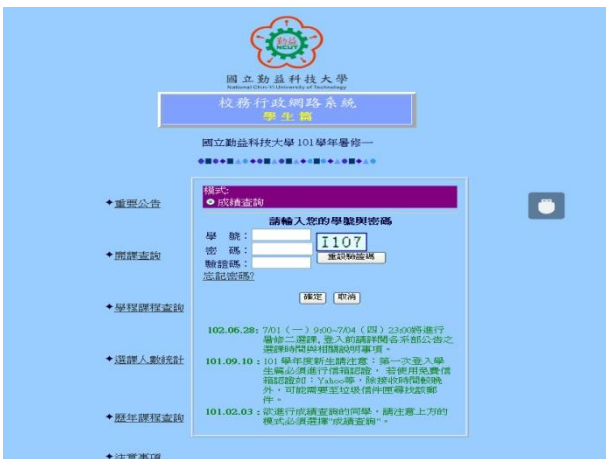 勤益
NCUT
國立勤益科技大學
National Chin-Yi University of Technology
校務行政網路系統
學生篇
國立勤益科技大學101學年暑修一
模式:
成績查詢
請輸入您的學號與密碼
學 號:
密 碼:
驗證碼:
I107
重設驗證碼
忘記密碼?
確定 取消
102.06.28: 7/01（一）9:00~7/04（四）23:00將進行
暑修二選課,登入前請詳閱各系部公告之
選課時間與相關說明事項。
101.09.10 : 101 學年度新生請注意：第一次登入學
生篇必須進行信箱認證， 若使用免費信
箱認證如：Yahoo等，除接收時間較晚
外，可能需要至垃圾信件匣尋找該郵
件。
101.02.03 : 欲進行成績查詢的同學，請注意上方的
模式必須選擇"成績查詢"。
重要公告
開課查詢
學程課程查詢
選課人數統計
歷年課程查詢
注意事項